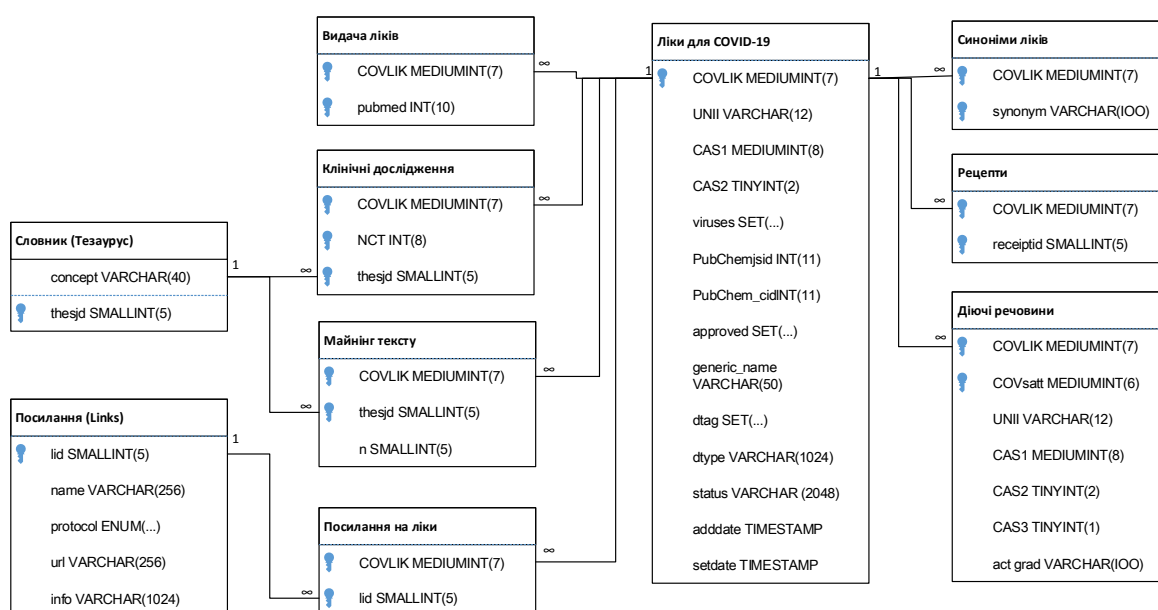 Видача ліків
COVLIK MEDIUMINT(7)
pubmed INT(10)
Клінічні дослідження
COVLIK MEDIUMINT(7)
NCT INT(8)
thesjd SMALLINT(5)
Словник (Тезаурус)
concept VARCHAR(40)
thesjd SMALLINT(5)
Майнінг тексту
COVLIK MEDIUMINT(7)
thesjd SMALLINT(5)
n SMALLINT(5)
Посилання (Links)
lid SMALLINT(5)
name VARCHAR(256)
protocol ENUM(...)
url VARCHAR(256)
info VARCHAR(1024)
Посилання на ліки
COVLIK MEDIUMINT(7)
lid SMALLINT(5)
Ліки для COVID-19
COVLIK MEDIUMINT(7)
UNII VARCHAR(12)
CAS1 MEDIUMINT(8)
CAS2 TINYINT(2)
viruses SET(...)
PubChemjsid INT(11)
PubChem_cidINT(11)
approved SET(...)
generic_name
VARCHAR(50)
dtag SET(...)
dtype VARCHAR(1024)
status VARCHAR (2048)
adddate TIMESTAMP
setdate TIMESTAMP
Синоніми ліків
COVLIK MEDIUMINT(7)
synonym VARCHAR(IOO)
Рецепти
COVLIK MEDIUMINT(7)
receiptid SMALLINT(5)
Діючі речовини
COVLIK MEDIUMINT(7)
COVsatt MEDIUMINT(6)
UNII VARCHAR(12)
CAS1 MEDIUMINT(8)
CAS2 TINYINT(2)
CAS3 TINYINT(1)
act grad VARCHAR(IOO)
1
1
1
1
∞
∞
∞
∞
∞
∞
∞
∞
∞